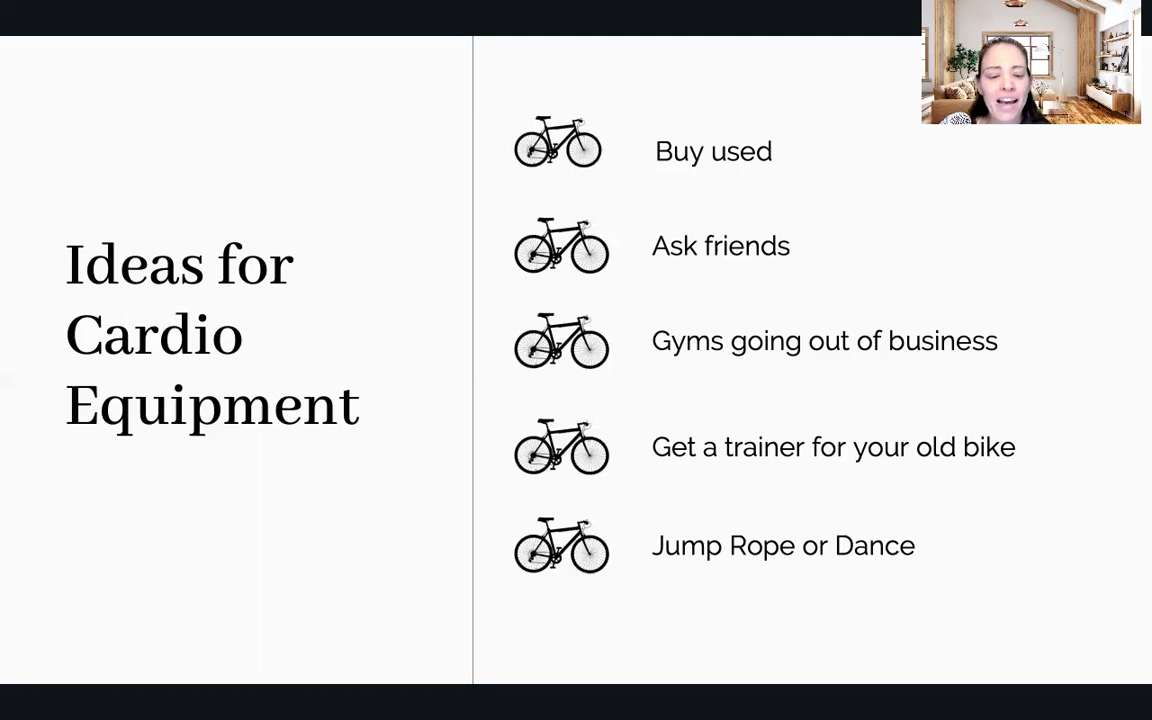 Ideas for
Cardio
Equipment
Buy used
Ask friends
Gyms going out of business
Get a trainer for your old bike
Jump Rope or Dance